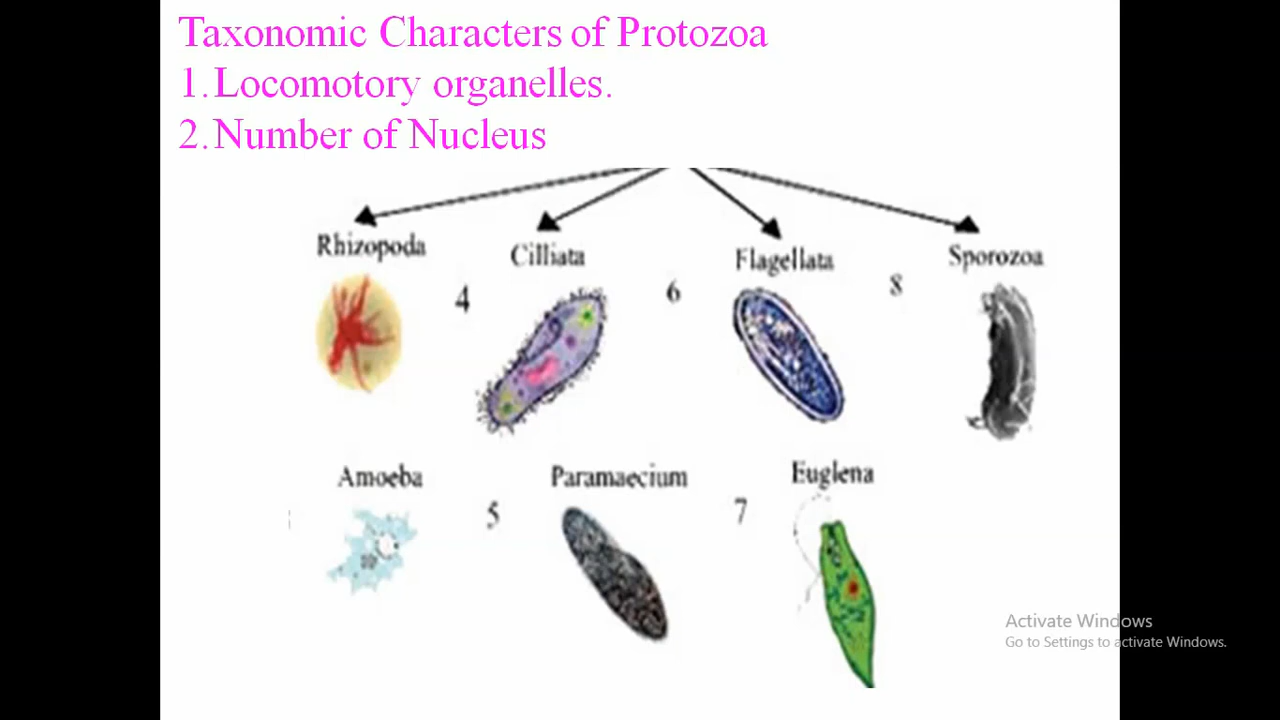 Taxonomic Characters of Protozoa
1. Locomotory organelles.
2. Number of Nucleus
Rhizopoda
Cilliata
Flagellata
Sporozoa
4
6
8
Amoeba
Paramaecium
Euglena
5
7
Activate Windows
Go to Settings to activate Windows.